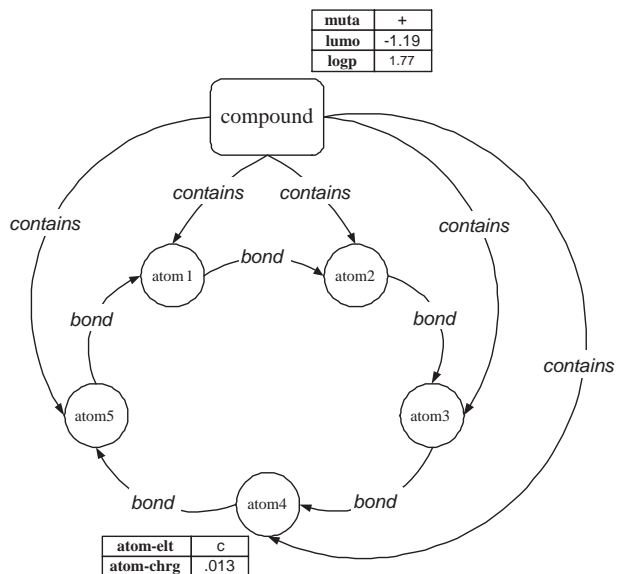 muta +
lumo -1.19
logp 1.77
compound
contains contains
contains contains
atom1 bond atom2
bond bond
contains
atom5 atom3
bond atom4 bond
atom-elt c
atom-chrg .013